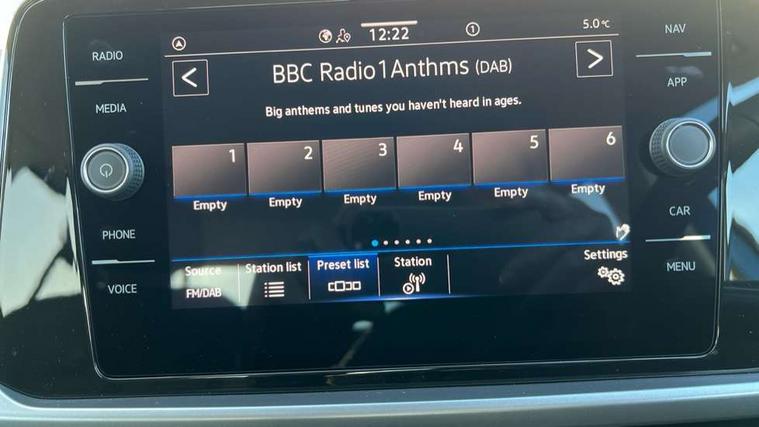 12:22
1
5.0°C
RADIO
MEDIA
PHONE
VOICE
BBC Radio1Anthms (DAB)
Big anthems and tunes you haven't heard in ages.
1 2 3 4 5 6
Empty Empty Empty Empty Empty Empty
Source Station list Preset list Station Settings
FM/DAB
NAV
APP
CAR
MENU